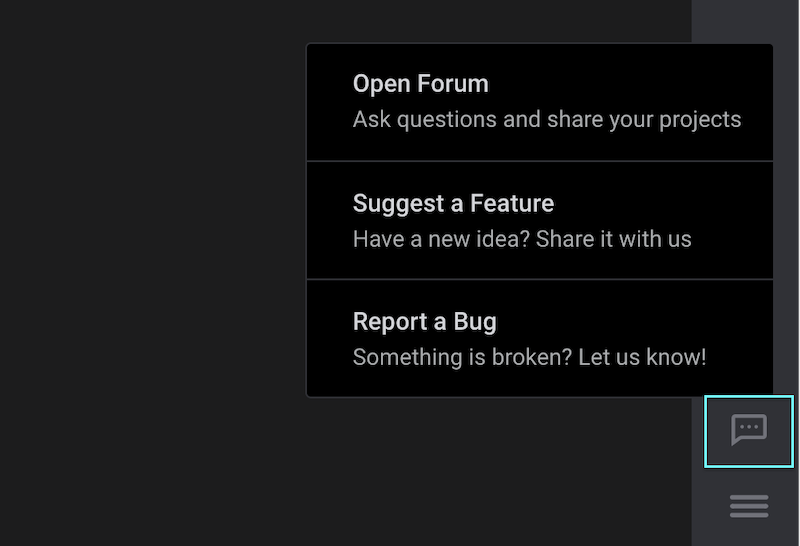 Open Forum
Ask questions and share your projects
Suggest a Feature
Have a new idea? Share it with us
Report a Bug
Something is broken? Let us know!